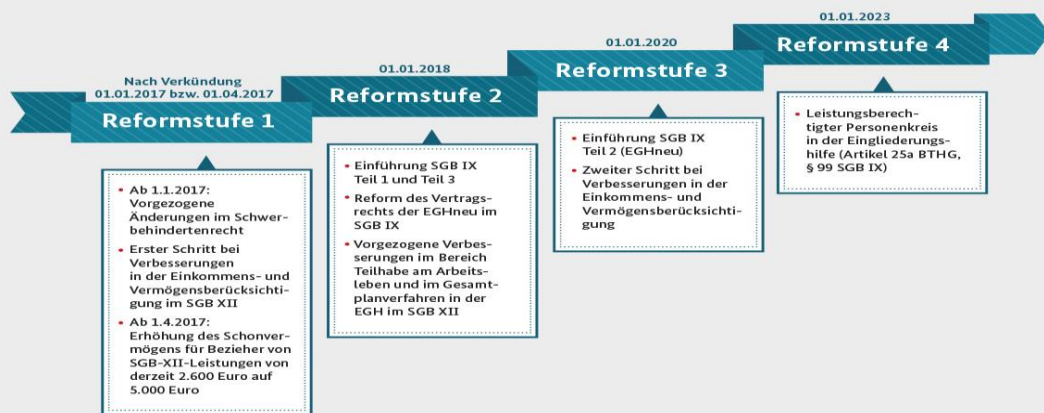 Nach Verkündung
01.01.2017 bzw. 01.04.2017
Reformstufe 1
• Ab 1.1.2017:
Vorgezogene
Änderungen im Schwer-
behindertenrecht
• Erster Schritt bei
Verbesserungen
in der Einkommens- und
Vermögensberücksichti-
gung im SGB XII
• Ab 1.4.2017:
Erhöhung des Schonver-
mögens für Bezieher von
SGB-XII-Leistungen von
derzeit 2.600 Euro auf
5.000 Euro
01.01.2018
Reformstufe 2
• Einführung SGB IX
Teil 1 und Teil 3
• Reform des Vertrags-
rechts der EGHneu im
SGB IX
• Vorgezogene Verbes-
serungen im Bereich
Teilhabe am Arbeits-
leben und im Gesamt-
planverfahren in der
EGH im SGB XII
01.01.2020
Reformstufe 3
• Einführung SGB IX
Teil 2 (EGHneu)
• Zweiter Schritt bei
Verbesserungen in der
Einkommens- und
Vermögensberücksichti-
gung
01.01.2023
Reformstufe 4
• Leistungsberech-
tigter Personenkreis
in der Eingliederungs-
hilfe (Artikel 25a BTHG,
§ 99 SGB IX)